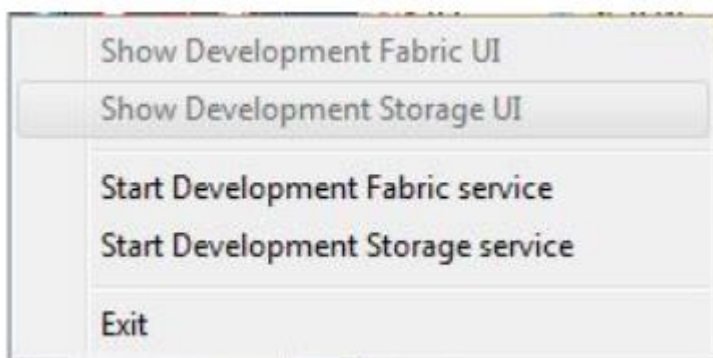 Show Development Fabric UI
Show Development Storage UI
Start Development Fabric service
Start Development Storage service
Exit